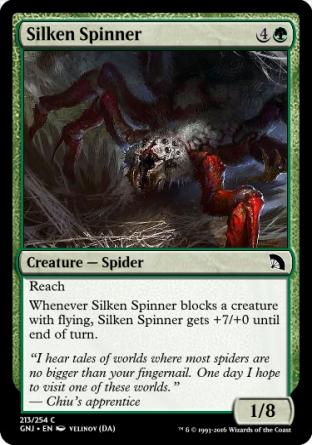 Silken Spinner 4
Creature — Spider
Reach
Whenever Silken Spinner blocks a creature
with flying, Silken Spinner gets +7/+0 until
end of turn.
“I hear tales of worlds where most spiders are
no bigger than your fingernail. One day I hope
to visit one of these worlds.”
— Chiu’s apprentice
1/8
213/254 C
GNJ • EN VELINOV (DA)
™ & © 1993-2016 Wizards of the Coast